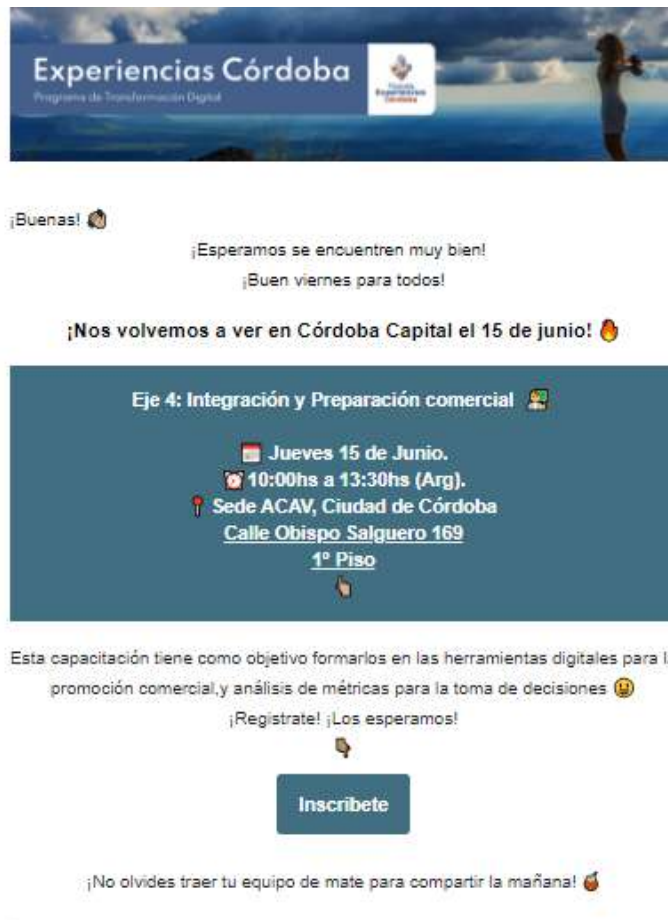 Experiencias Córdoba
Programa de Transformación Digital
Experiencias
Córdoba
¡Buenas!
¡Esperamos se encuentren muy bien!
¡Buen viernes para todos!
¡Nos volvemos a ver en Córdoba Capital el 15 de junio! 🔥
Eje 4: Integración y Preparación comercial
Jueves 15 de Junio.
10:00hs a 13:30hs (Arg).
Sede ACAV, Ciudad de Córdoba
Calle Obispo Salguero 169
1º Piso
Esta capacitación tiene como objetivo formarlos en las herramientas digitales para l
promoción comercial,y análisis de métricas para la toma de decisiones
¡Registrate! ¡Los esperamos!
Inscribete
¡No olvides traer tu equipo de mate para compartir la mañana! 🧉